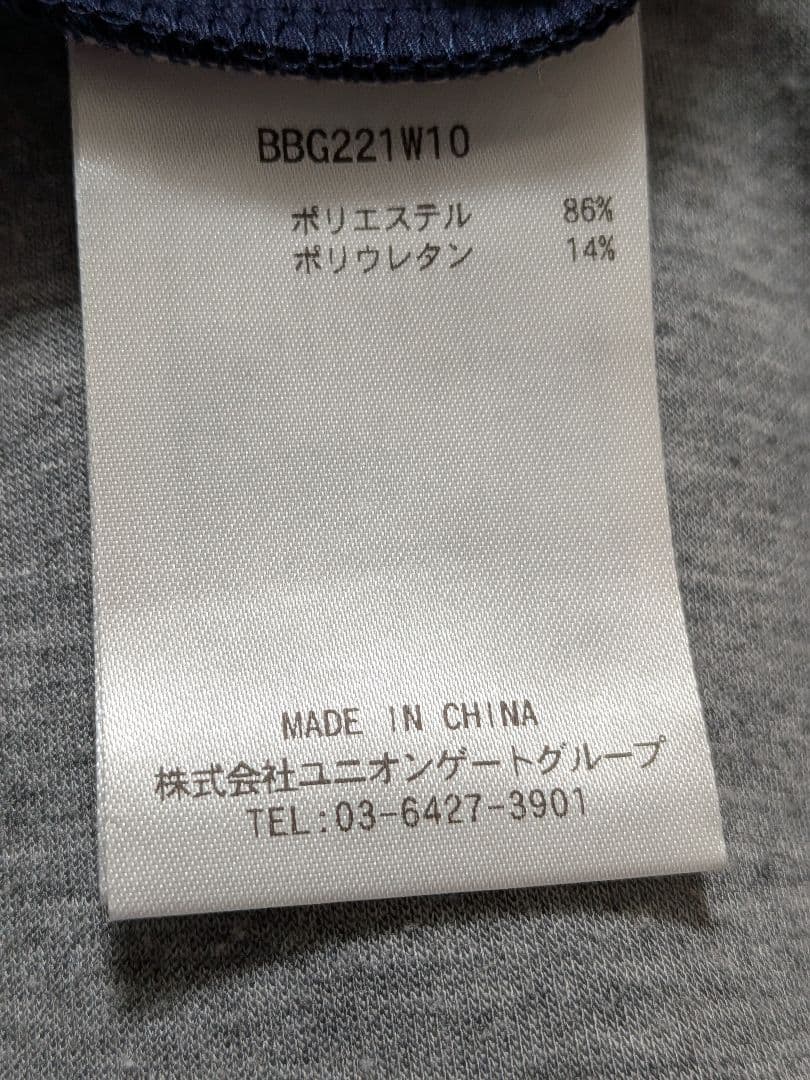 BBG221W10
ポリエステル 86%
ポリウレタン 14%
MADE IN CHINA
株式会社ユニオンゲートグループ
TEL:03-6427-3901